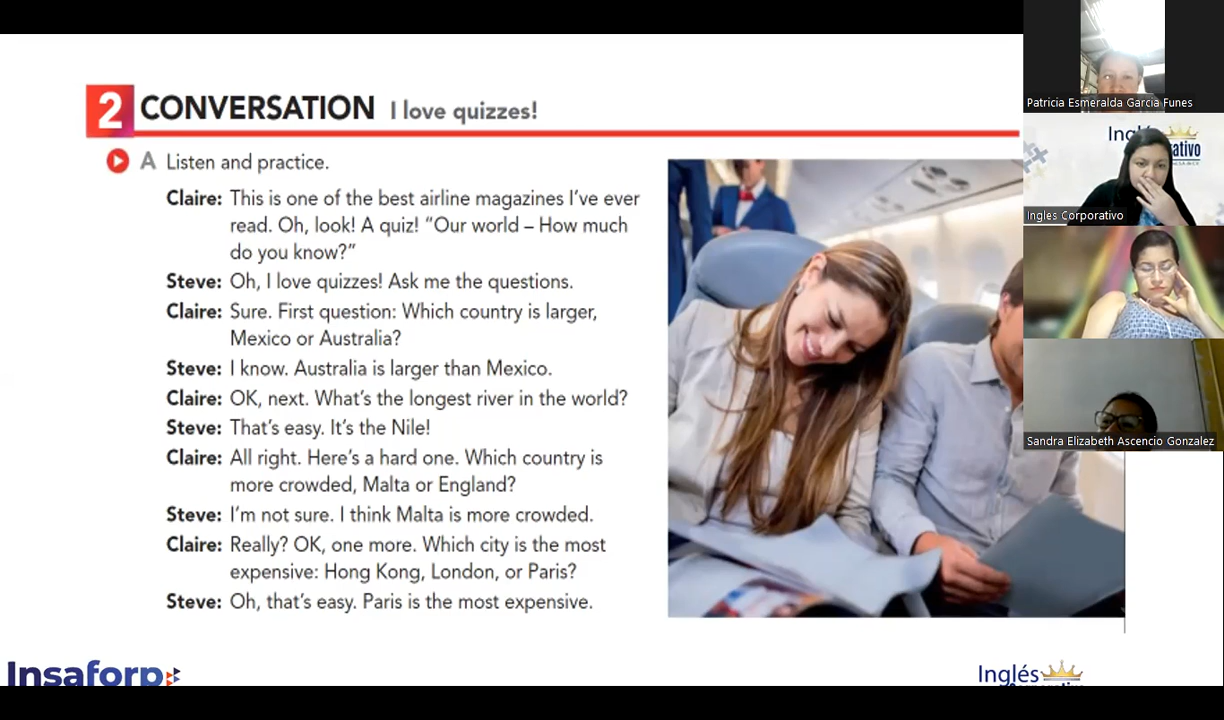 2 CONVERSATION I love quizzes!
A Listen and practice.
Claire: This is one of the best airline magazines I've ever
read. Oh, look! A quiz! "Our world – How much
do you know?"
Steve: Oh, I love quizzes! Ask me the questions.
Claire: Sure. First question: Which country is larger,
Mexico or Australia?
Steve: I know. Australia is larger than Mexico.
Claire: OK, next. What's the longest river in the world?
Steve: That's easy. It's the Nile!
Claire: All right. Here's a hard one. Which country is
more crowded, Malta or England?
Steve: I'm not sure. I think Malta is more crowded.
Claire: Really? OK, one more. Which city is the most
expensive: Hong Kong, London, or Paris?
Steve: Oh, that's easy. Paris is the most expensive.
Insaforp
Inglés
Patricia Esmeralda Garcia Funes
Ingles Corporativo
Sandra Elizabeth Ascencio Gonzalez